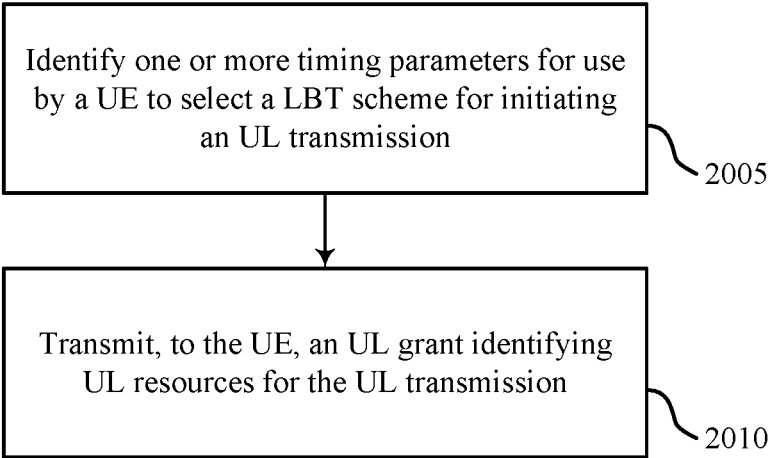 Identify one or more timing parameters for use
by a UE to select a LBT scheme for initiating
an UL transmission
2005
Transmit, to the UE, an UL grant identifying
UL resources for the UL transmission
2010